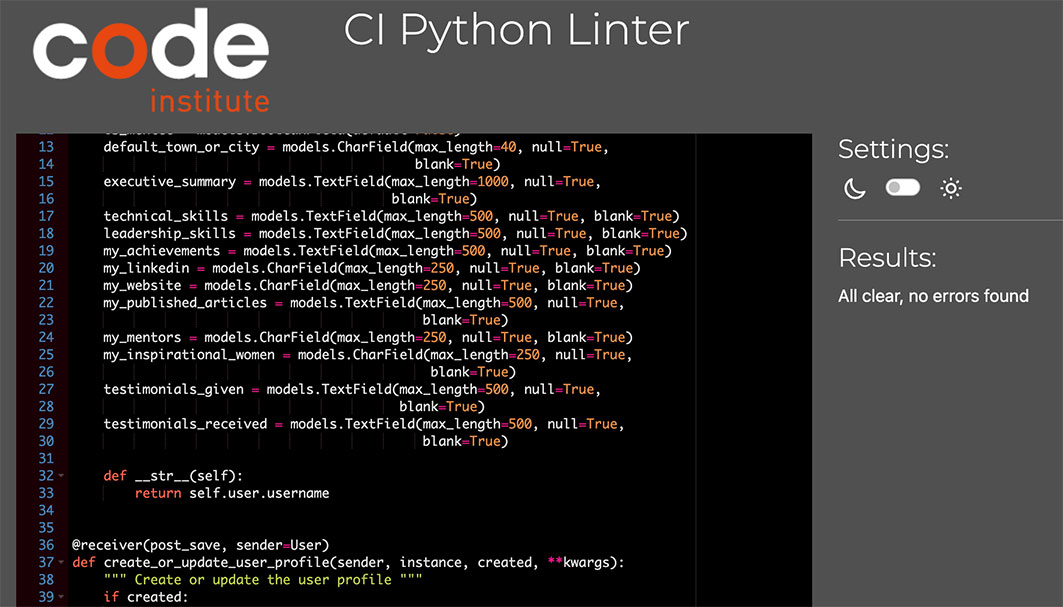 code
institute
CI Python Linter
13 default_town_or_city = models.CharField(max_length=40, null=True,
14 blank=True)
15 executive_summary = models.TextField(max_length=1000, null=True,
16 blank=True)
17 technical_skills = models.TextField(max_length=500, null=True, blank=True)
18 leadership_skills = models.TextField(max_length=500, null=True, blank=True)
19 my_achievements = models.TextField(max_length=500, null=True, blank=True)
20 my_linkedin = models.CharField(max_length=250, null=True, blank=True)
21 my_website = models.CharField(max_length=250, null=True, blank=True)
22 my_published_articles = models.TextField(max_length=500, null=True,
23 blank=True)
24 my_mentors = models.CharField(max_length=250, null=True, blank=True)
25 my_inspirational_women = models.CharField(max_length=250, null=True,
26 blank=True)
27 testimonials_given = models.TextField(max_length=500, null=True,
28 blank=True)
29 testimonials_received = models.TextField(max_length=500, null=True,
30 blank=True)
31
32 def __str__(self):
33 return self.user.username
34
35
36 @receiver(post_save, sender=User)
37 def create_or_update_user_profile(sender, instance, created, **kwargs):
38 """ Create or update the user profile """
39 if created:
Settings:
Results:
All clear, no errors found